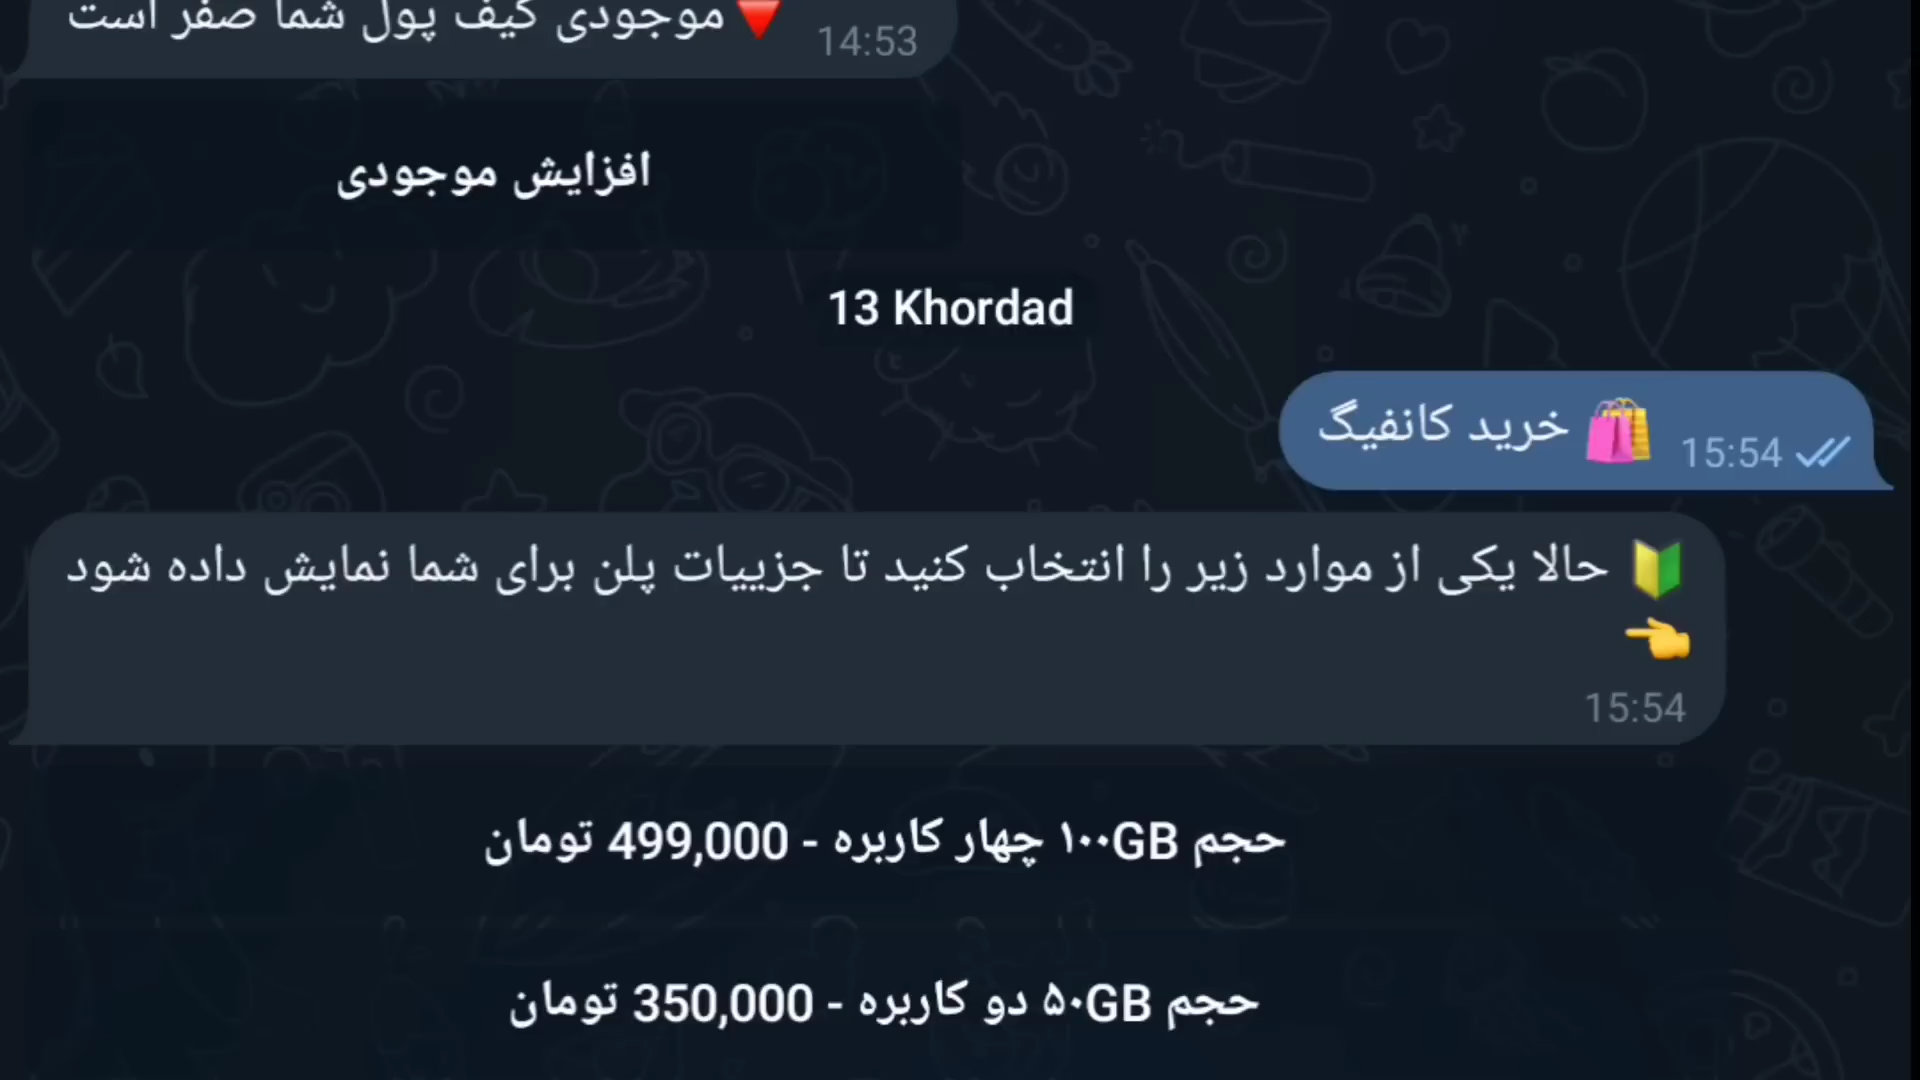 🔻موجودی کیف پول شما صفر است
14:53
افزایش موجودی
13 Khordad
🛍 خرید کانفیگ
15:54
🔰 حالا یکی از موارد زیر را انتخاب کنید تا جزییات پلن برای شما نمایش داده شود
👈
15:54
حجم ۱۰۰GB چهار کاربره - 499,000 تومان
حجم ۵۰GB دو کاربره - 350,000 تومان